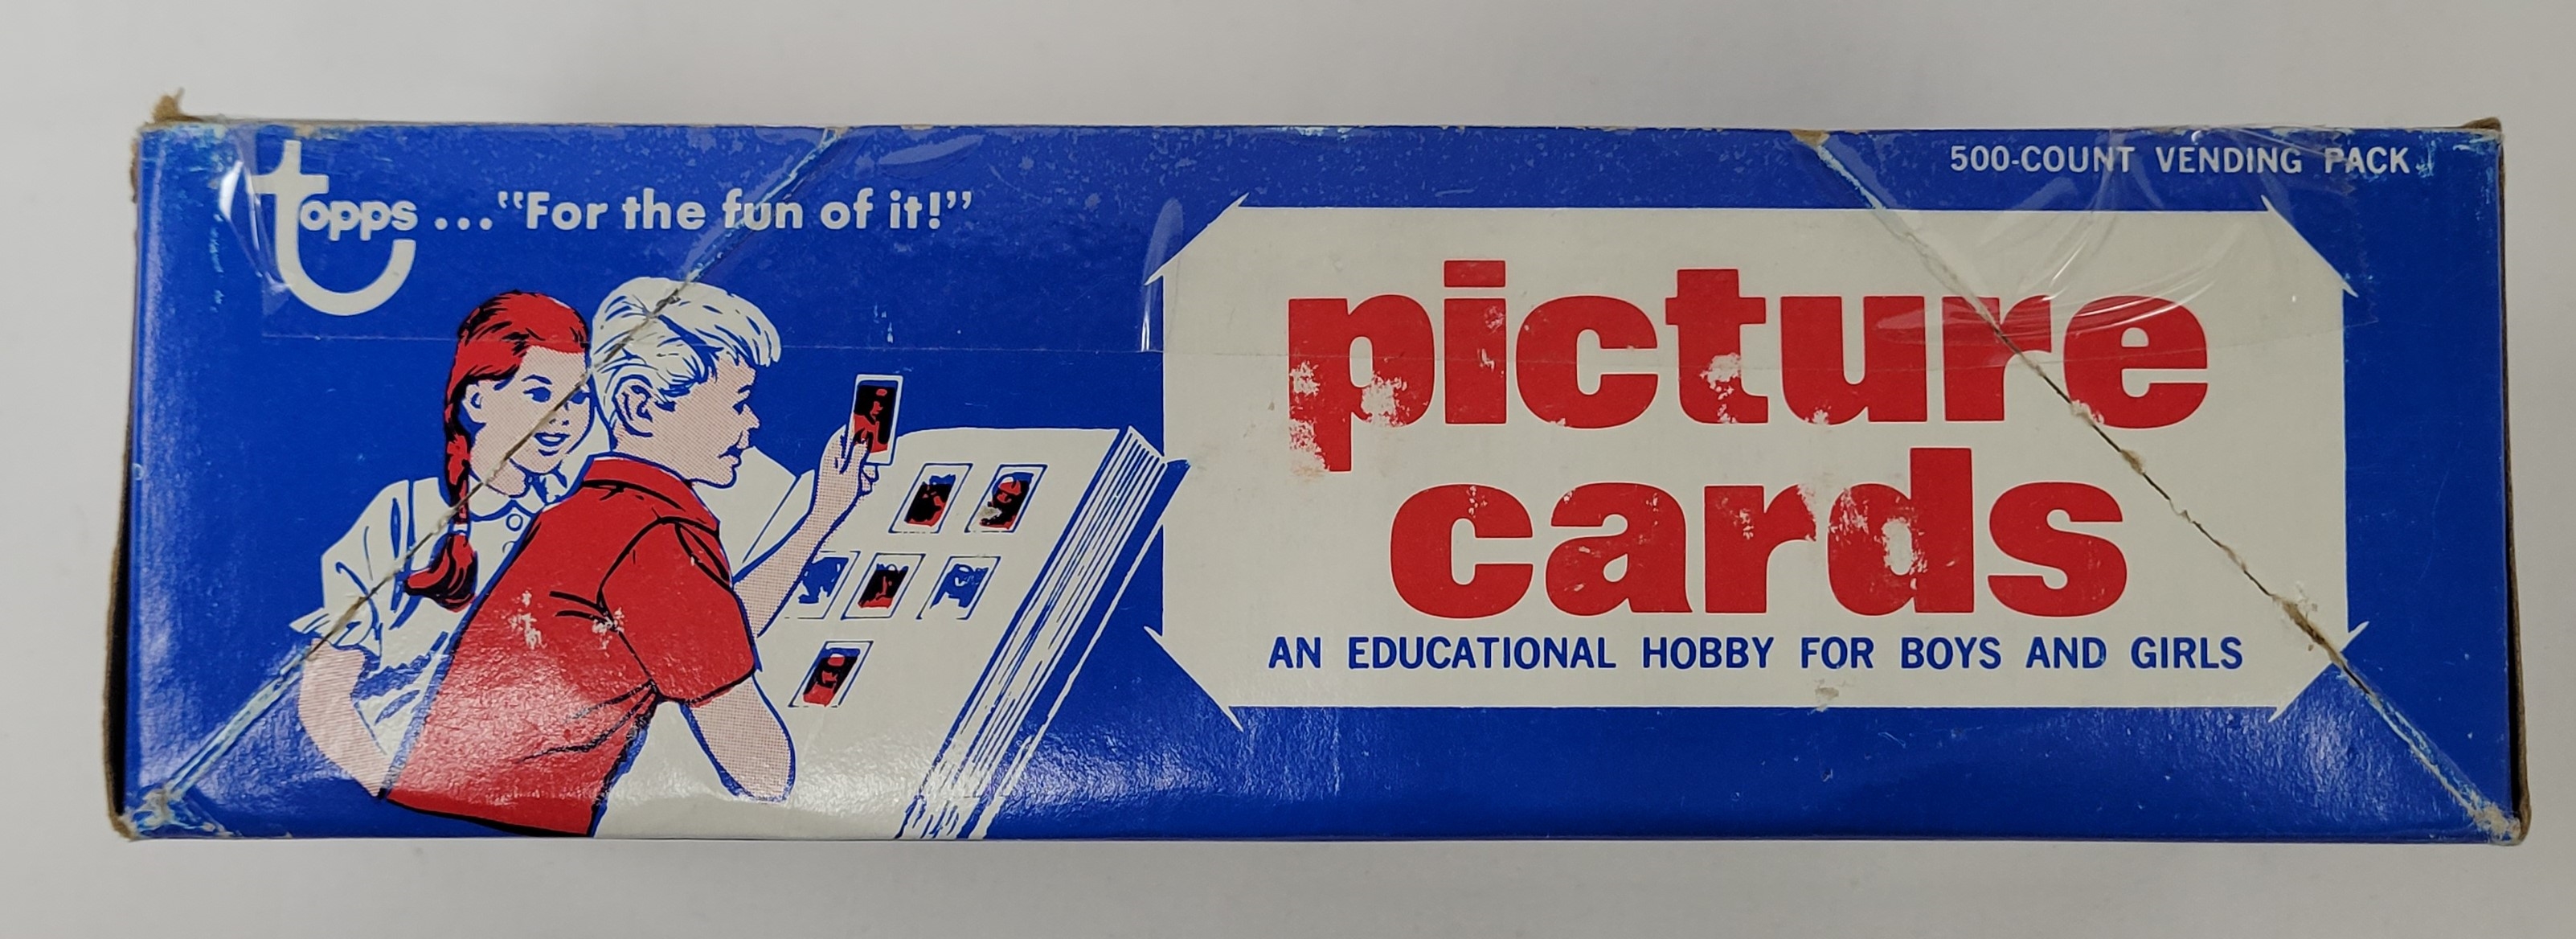 topps ... "For the fun of it!"
500-COUNT VENDING PACK
picture
cards
AN EDUCATIONAL HOBBY FOR BOYS AND GIRLS